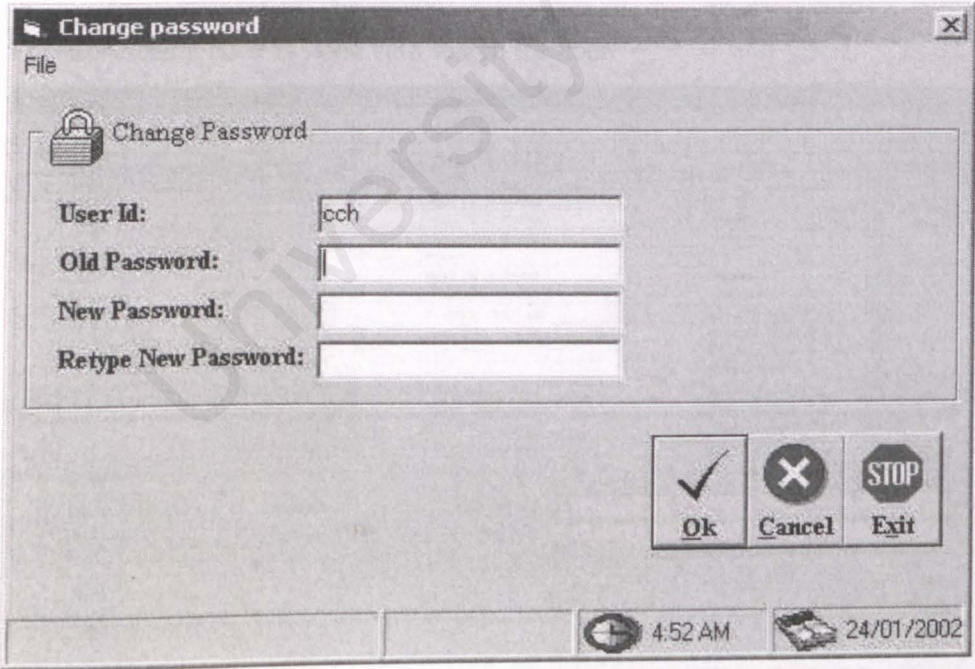 Change password
File
Change Password
User Id: cch
Old Password:
New Password:
Retype New Password:
STOP
Ok Cancel Exit
4:52 AM 24/01/2002
University